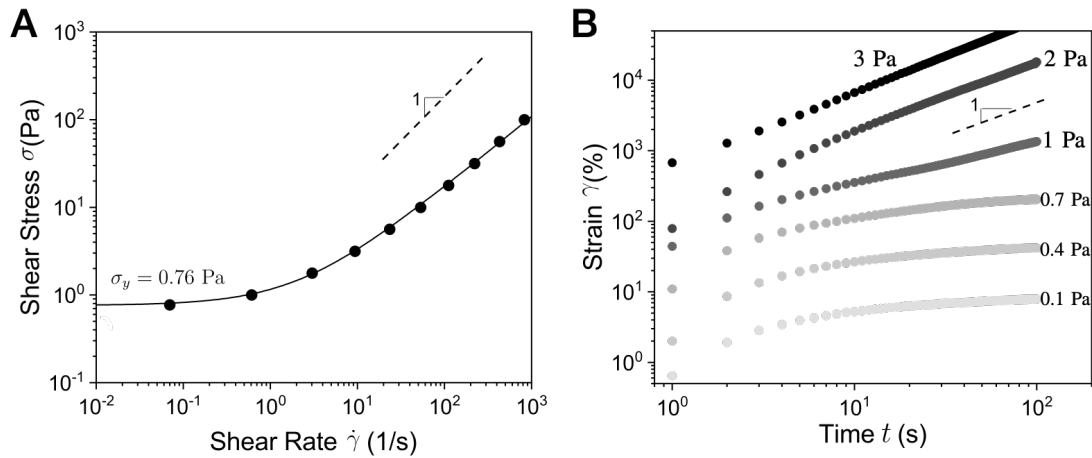 A
10^3
10^2
10^1
10^0
10^-1
10^-2
10^0
10^1
10^2
10^3
Shear Stress σ(Pa)
Shear Rate γ̇ (1/s)
σ_y = 0.76 Pa
1
B
10^4
10^3
10^2
10^1
10^0
10^0
10^1
10^2
Strain γ(%)
Time t (s)
3 Pa
2 Pa
1
1 Pa
0.7 Pa
0.4 Pa
0.1 Pa